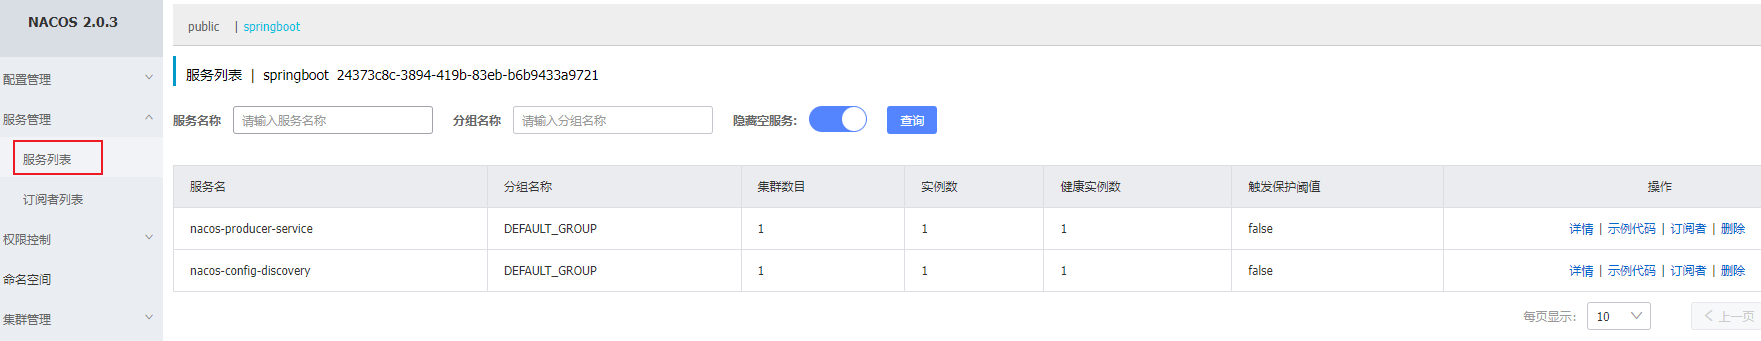 NACOS 2.0.3
配置管理
服务管理
服务列表
订阅者列表
权限控制
命名空间
集群管理
public | springboot
服务列表 | springboot 24373c8c-3894-419b-83eb-b6b9433a9721
服务名称 请输入服务名称 分组名称 请输入分组名称 隐藏空服务: 查询
服务名 分组名称 集群数目 实例数 健康实例数 触发保护阈值 操作
nacos-producer-service DEFAULT_GROUP 1 1 1 false 详情 | 示例代码 | 订阅者 | 删除
nacos-config-discovery DEFAULT_GROUP 1 1 1 false 详情 | 示例代码 | 订阅者 | 删除
每页显示: 10 上一页